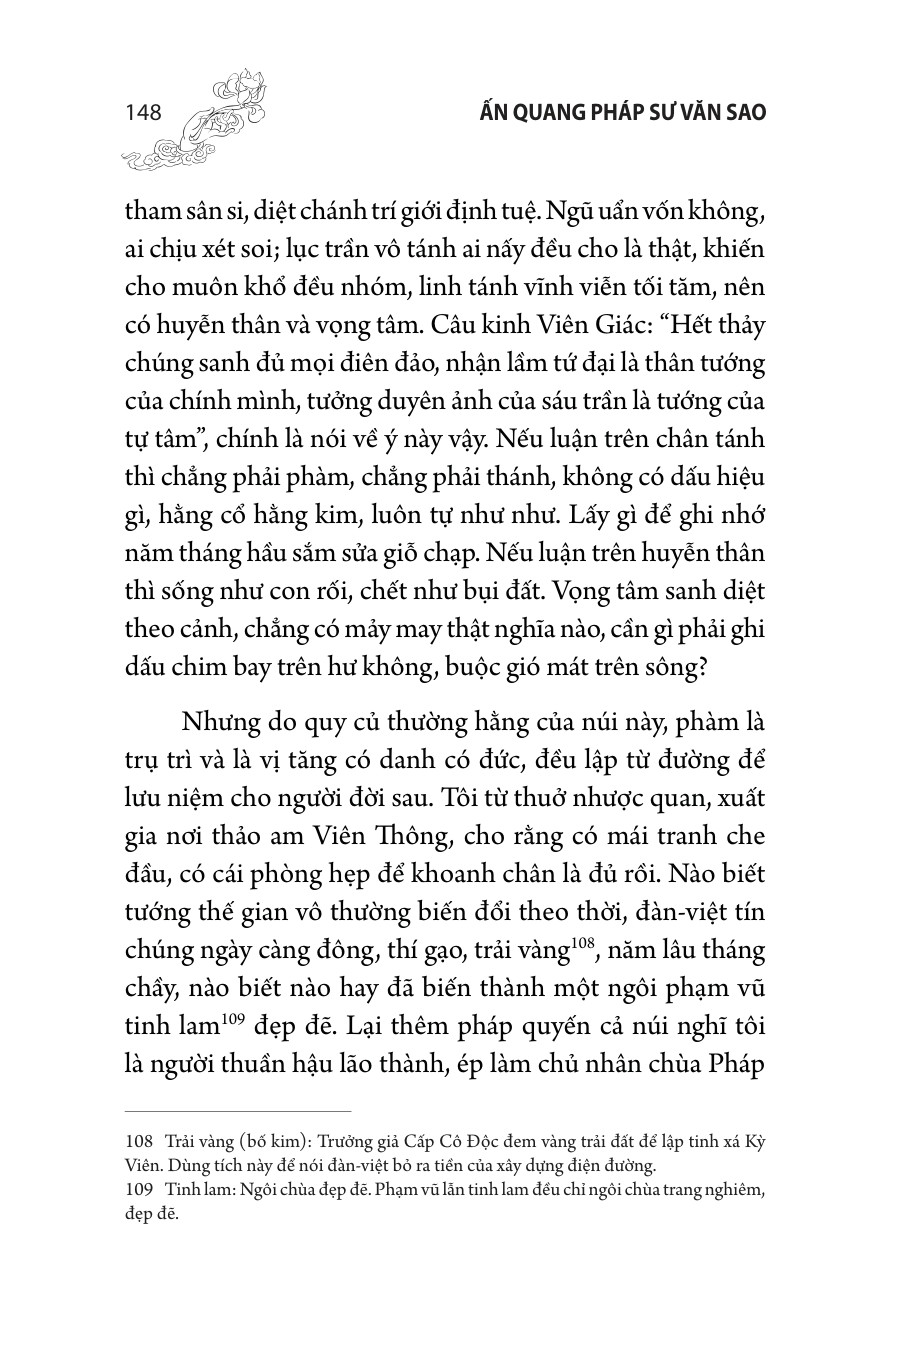 148
ẤN QUANG PHÁP SƯ VĂN SAO
tham sân si, diệt chánh trí giới định tuệ. Ngũ uẩn vốn không,
ai chịu xét soi; lục trần vô tánh ai nấy đều cho là thật, khiến
cho muôn khổ đều nhóm, linh tánh vĩnh viễn tối tăm, nên
có huyễn thân và vọng tâm. Câu kinh Viên Giác: “Hết thảy
chúng sanh đủ mọi điên đảo, nhận lầm tứ đại là thân tướng
của chính mình, tưởng duyên ảnh của sáu trần là tướng của
tự tâm”, chính là nói về ý này vậy. Nếu luận trên chân tánh
thì chẳng phải phàm, chẳng phải thánh, không có dấu hiệu
gì, hằng cổ hằng kim, luôn tự như như. Lấy gì để ghi nhớ
năm tháng hầu sắm sửa giỗ chạp. Nếu luận trên huyễn thân
thì sống như con rối, chết như bụi đất. Vọng tâm sanh diệt
theo cảnh, chẳng có mảy may thật nghĩa nào, cần gì phải ghi
dấu chim bay trên hư không, buộc gió mát trên sông?
Nhưng do quy củ thường hằng của núi này, phàm là
trụ trì và là vị tăng có danh có đức, đều lập từ đường để
lưu niệm cho người đời sau. Tôi từ thuở nhược quan, xuất
gia nơi thảo am Viên Thông, cho rằng có mái tranh che
đầu, có cái phòng hẹp để khoanh chân là đủ rồi. Nào biết
tướng thế gian vô thường biến đổi theo thời, đàn-việt tín
chúng ngày càng đông, thí gạo, trải vàng108, năm lâu tháng
chầy, nào biết nào hay đã biến thành một ngôi phạm vũ
tinh lam109 đẹp đẽ. Lại thêm pháp quyến cả núi nghĩ tôi
là người thuần hậu lão thành, ép làm chủ nhân chùa Pháp
108 Trải vàng (bố kim): Trưởng giả Cấp Cô Độc đem vàng trải đất để lập tinh xá Kỳ
Viên. Dùng tích này để nói đàn-việt bỏ ra tiền của xây dựng điện đường.
109 Tinh lam: Ngôi chùa đẹp đẽ. Phạm vũ lẫn tinh lam đều chỉ ngôi chùa trang nghiêm,
đẹp đẽ.